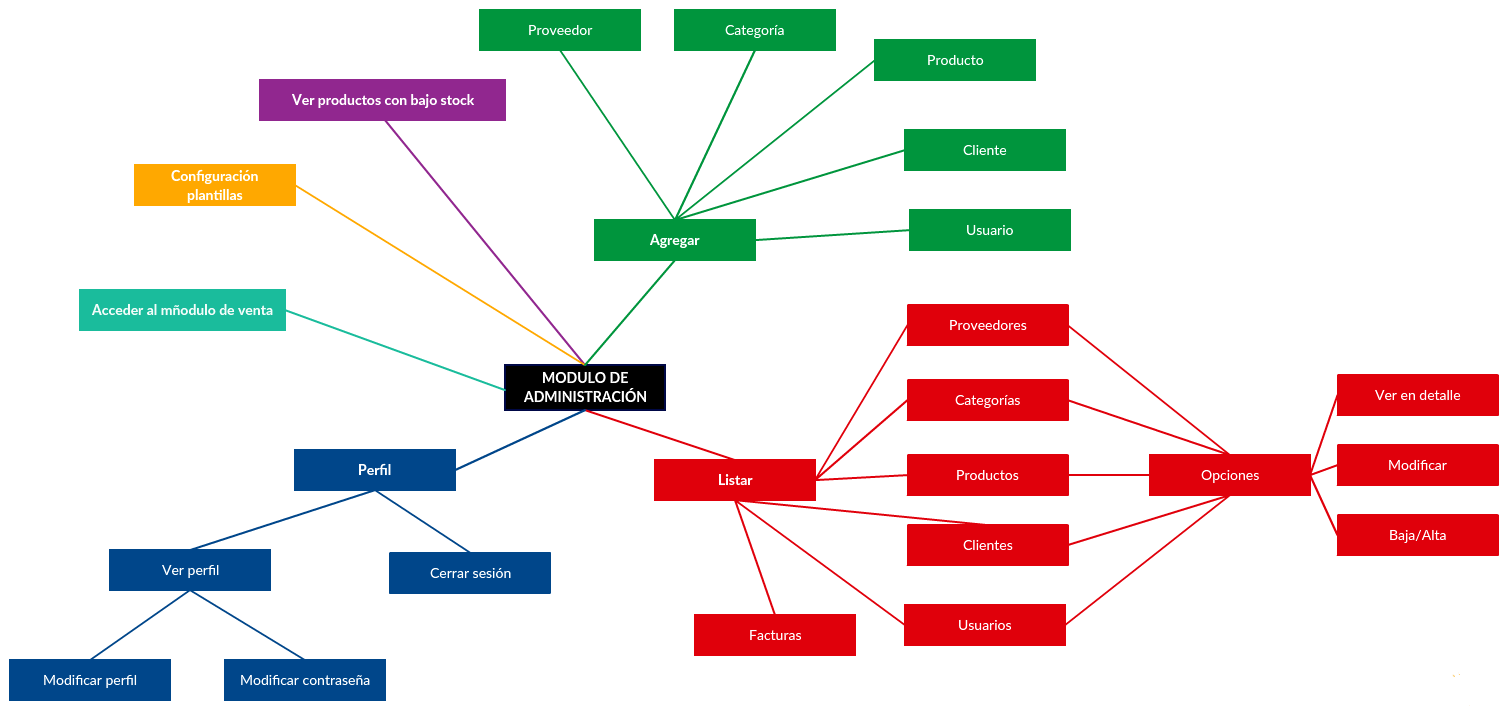 Proveedor
Categoría
Producto
Ver productos con bajo stock
Cliente
Configuración
plantillas
Usuario
Agregar
Acceder al mñodulo de venta
Proveedores
MODULO DE
ADMINISTRACIÓN
Categorías
Ver en detalle
Perfil
Listar
Productos
Opciones
Modificar
Clientes
Baja/Alta
Ver perfil
Cerrar sesión
Facturas
Usuarios
Modificar perfil
Modificar contraseña